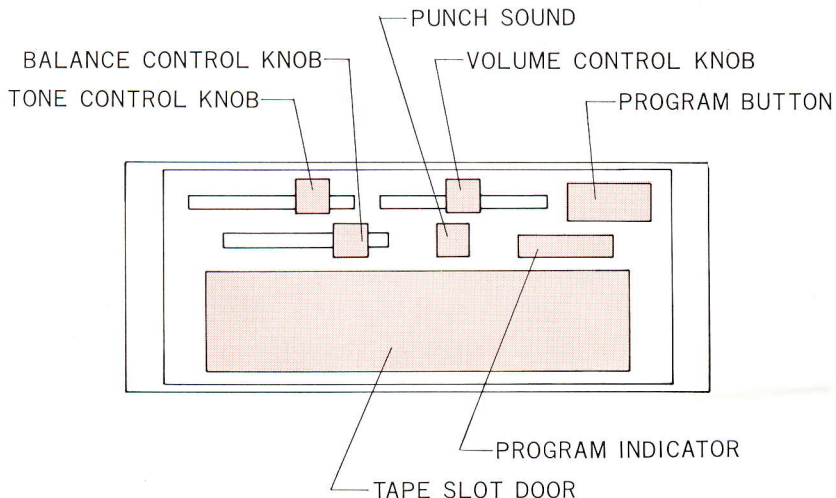 PUNCH SOUND
BALANCE CONTROL KNOB
VOLUME CONTROL KNOB
TONE CONTROL KNOB
PROGRAM BUTTON
PROGRAM INDICATOR
TAPE SLOT DOOR